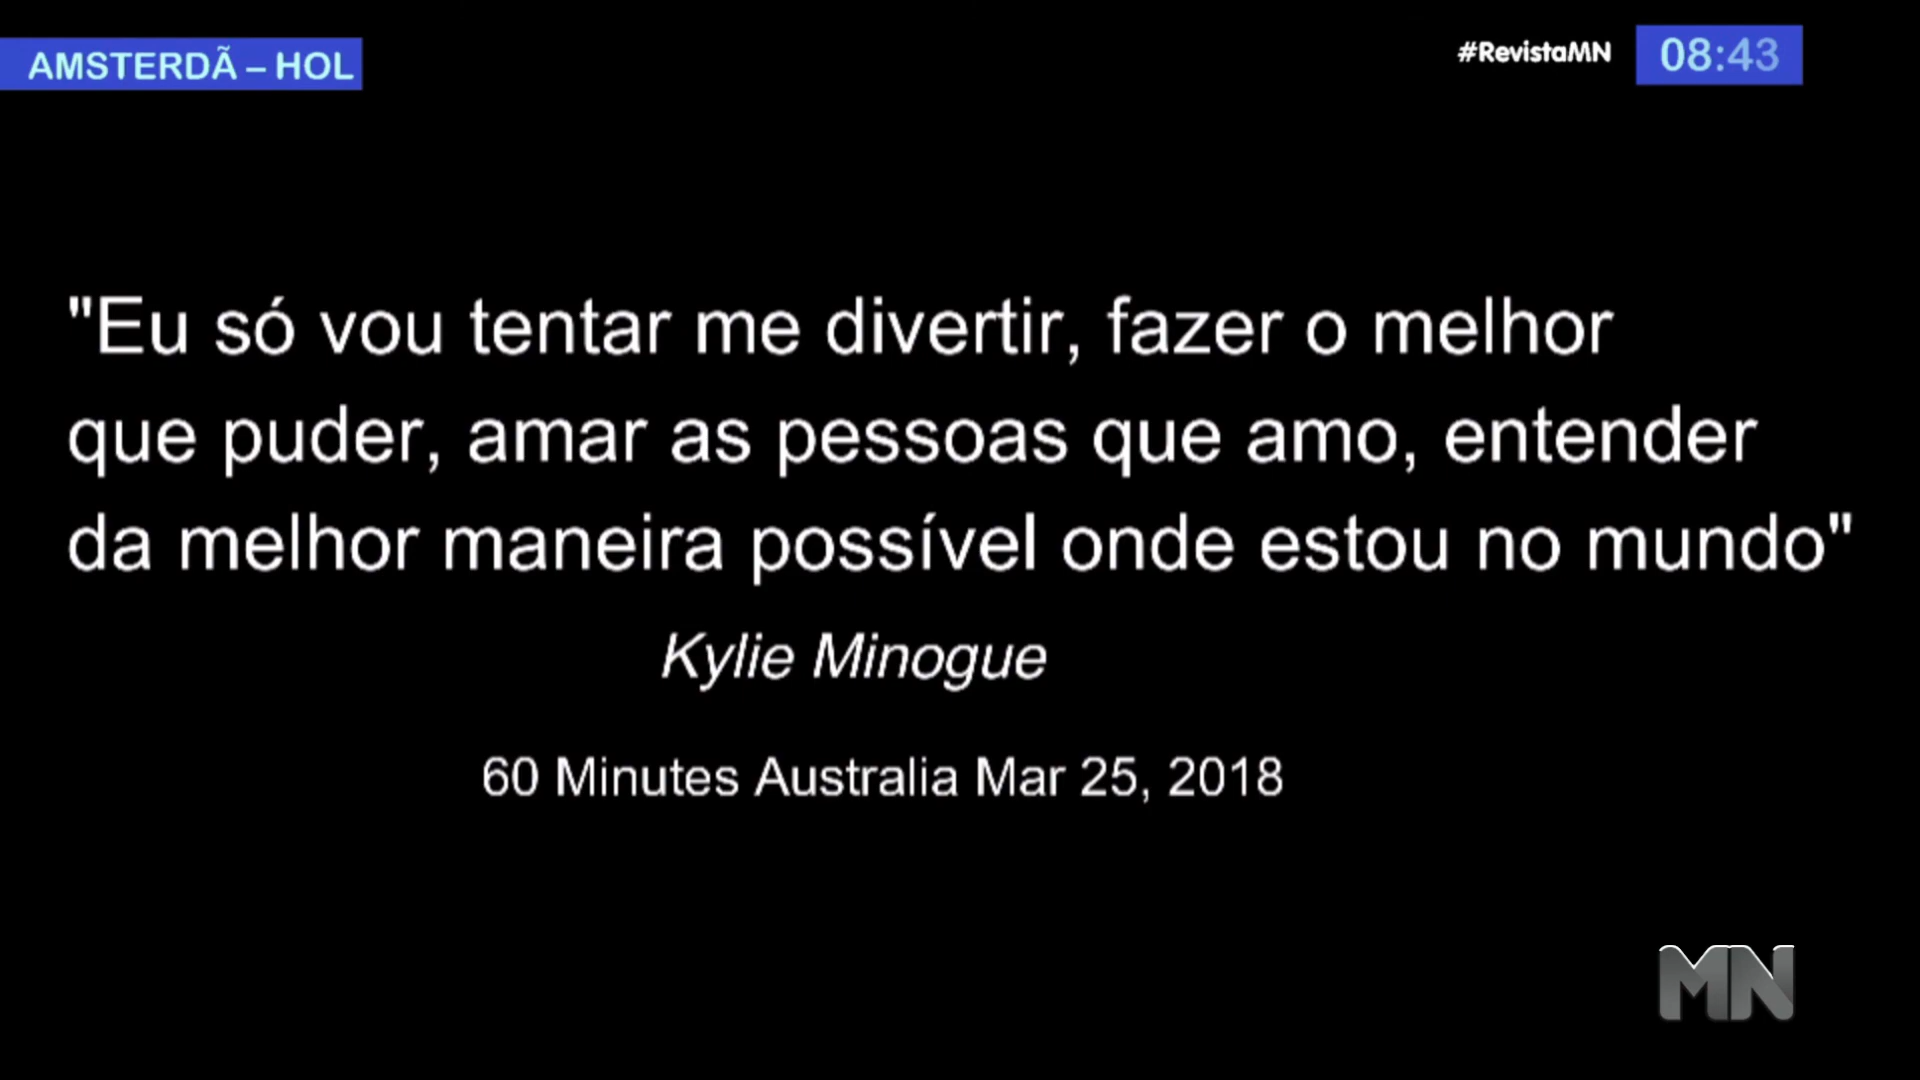 AMSTERDÃ – HOL
#RevistaMN
08:43
"Eu só vou tentar me divertir, fazer o melhor
que puder, amar as pessoas que amo, entender
da melhor maneira possível onde estou no mundo"
Kylie Minogue
60 Minutes Australia Mar 25, 2018
MN